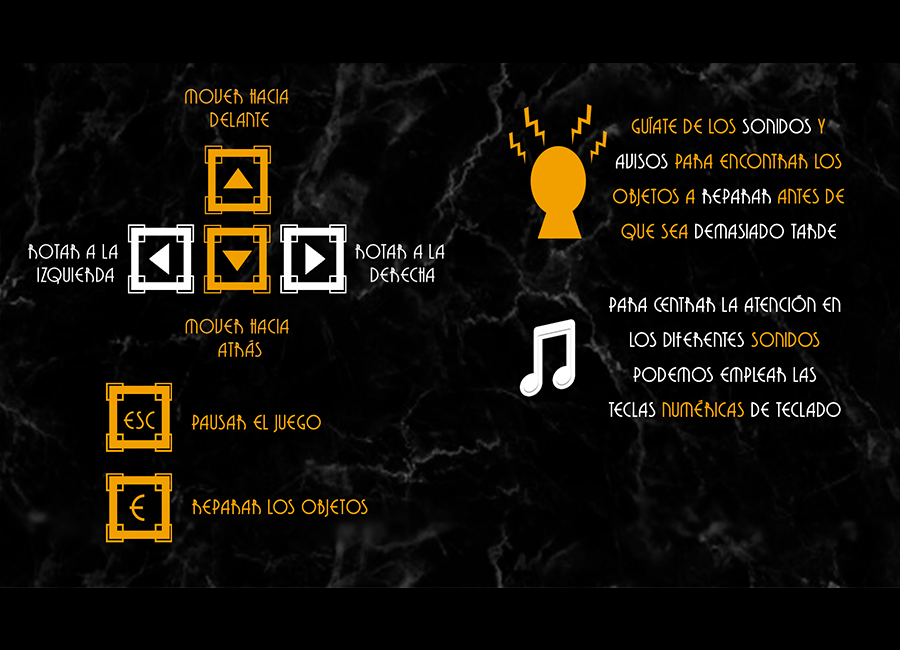 MOVER HACIA
DELANTE
ROTAR A LA
IZQUIERDA
ROTAR A LA
DERECHA
MOVER HACIA
ATRÁS
ESC
PAUSAR EL JUEGO
E
REPARAR LOS OBJETOS
GUÍATE DE LOS SONIDOS Y
AVISOS PARA ENCONTRAR LOS
OBJETOS A REPARAR ANTES DE
QUE SEA DEMASIADO TARDE
PARA CENTRAR LA ATENCIÓN EN
LOS DIFERENTES SONIDOS
PODEMOS EMPLEAR LAS
TECLAS NUMÉRICAS DE TECLADO